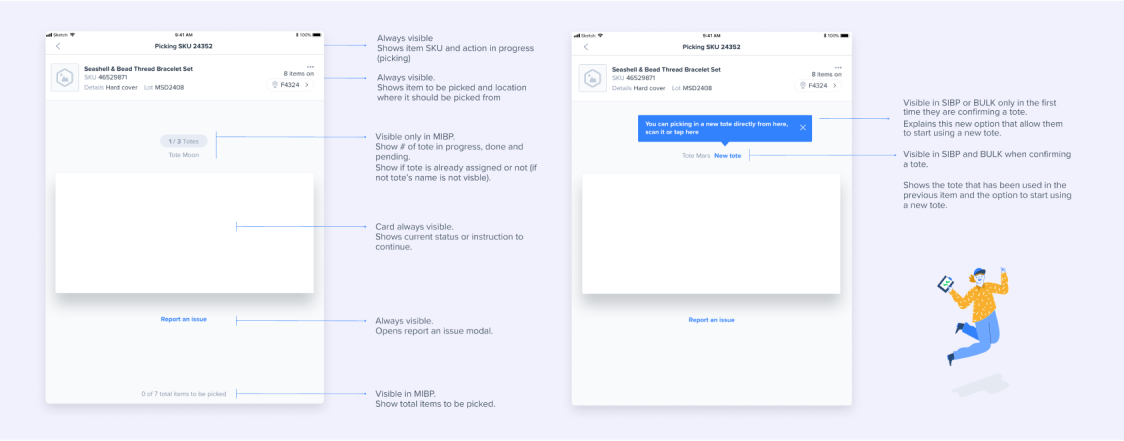 Sketch
9:41 AM
100%
Picking SKU 24352
Seashell & Bead Thread Bracelet Set
SKU 46529871
Details Hard cover Lot MSD2408
8 items on
F4324
1 / 3 Totes
Tote Moon
Report an issue
0 of 7 total items to be picked
Always visible
Shows item SKU and action in progress
(picking)
Always visible.
Shows item to be picked and location
where it should be picked from
Visible only in MIBP.
Show # of tote in progress, done and
pending.
Show if tote is already assigned or not (if
not tote's name is not visble).
Card always visible.
Shows current status or instruction to
continue.
Always visible.
Opens report an issue modal.
Visible in MIBP.
Show total items to be picked.
Sketch
9:41 AM
100%
Picking SKU 24352
Seashell & Bead Thread Bracelet Set
SKU 46529871
Details Hard cover Lot MSD2408
8 items on
F4324
You can picking in a new tote directly from here,
scan it or tap here
Tote Mars New tote
Report an issue
Visible in SIBP or BULK only in the first
time they are confirming a tote.
Explains this new option that allow them
to start using a new tote.
Visible in SIBP and BULK when confirming
a tote.
Shows the tote that has been used in the
previous item and the option to start using
a new tote.